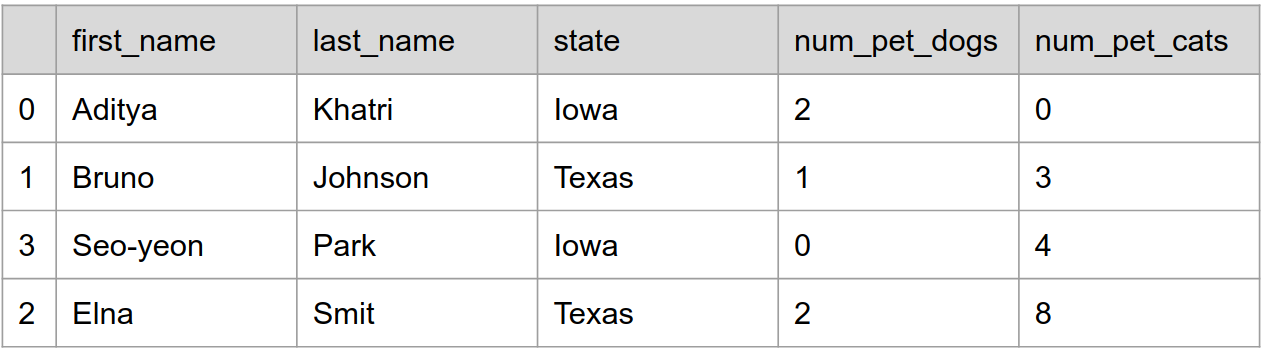 first_name last_name state num_pet_dogs num_pet_cats
0 Aditya Khatri Iowa 2 0
1 Bruno Johnson Texas 1 3
3 Seo-yeon Park Iowa 0 4
2 Elna Smit Texas 2 8